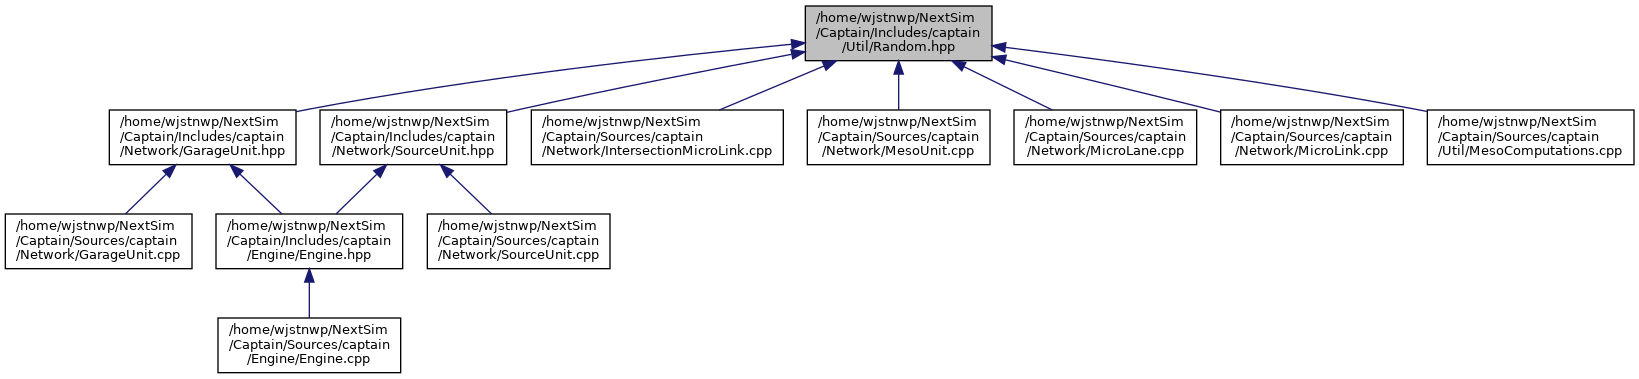 /home/wjstnwp/NextSim
/Captain/Includes/captain
/Util/Random.hpp
/home/wjstnwp/NextSim
/Captain/Includes/captain
/Network/GarageUnit.hpp
/home/wjstnwp/NextSim
/Captain/Includes/captain
/Network/SourceUnit.hpp
/home/wjstnwp/NextSim
/Captain/Sources/captain
/Network/IntersectionMicroLink.cpp
/home/wjstnwp/NextSim
/Captain/Sources/captain
/Network/MesoUnit.cpp
/home/wjstnwp/NextSim
/Captain/Sources/captain
/Network/MicroLane.cpp
/home/wjstnwp/NextSim
/Captain/Sources/captain
/Network/MicroLink.cpp
/home/wjstnwp/NextSim
/Captain/Sources/captain
/Util/MesoComputations.cpp
/home/wjstnwp/NextSim
/Captain/Sources/captain
/Network/GarageUnit.cpp
/home/wjstnwp/NextSim
/Captain/Includes/captain
/Engine/Engine.hpp
/home/wjstnwp/NextSim
/Captain/Sources/captain
/Network/SourceUnit.cpp
/home/wjstnwp/NextSim
/Captain/Sources/captain
/Engine/Engine.cpp